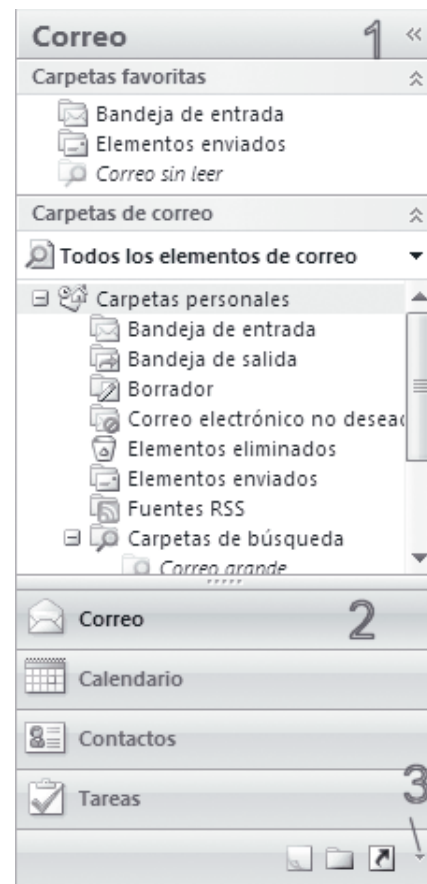 Correo 1
Carpetas favoritas
Bandeja de entrada
Elementos enviados
Correo sin leer
Carpetas de correo
Todos los elementos de correo
Carpetas personales
Bandeja de entrada
Bandeja de salida
Borrador
Correo electrónico no desead
Elementos eliminados
Elementos enviados
Fuentes RSS
Carpetas de búsqueda
Correo grande
Correo 2
Calendario
Contactos
Tareas 3